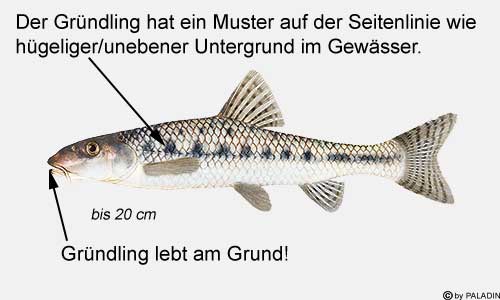 Der Gründling hat ein Muster auf der Seitenlinie wie
hügeliger/unebener Untergrund im Gewässer.
bis 20 cm
Gründling lebt am Grund!
© by PALADIN